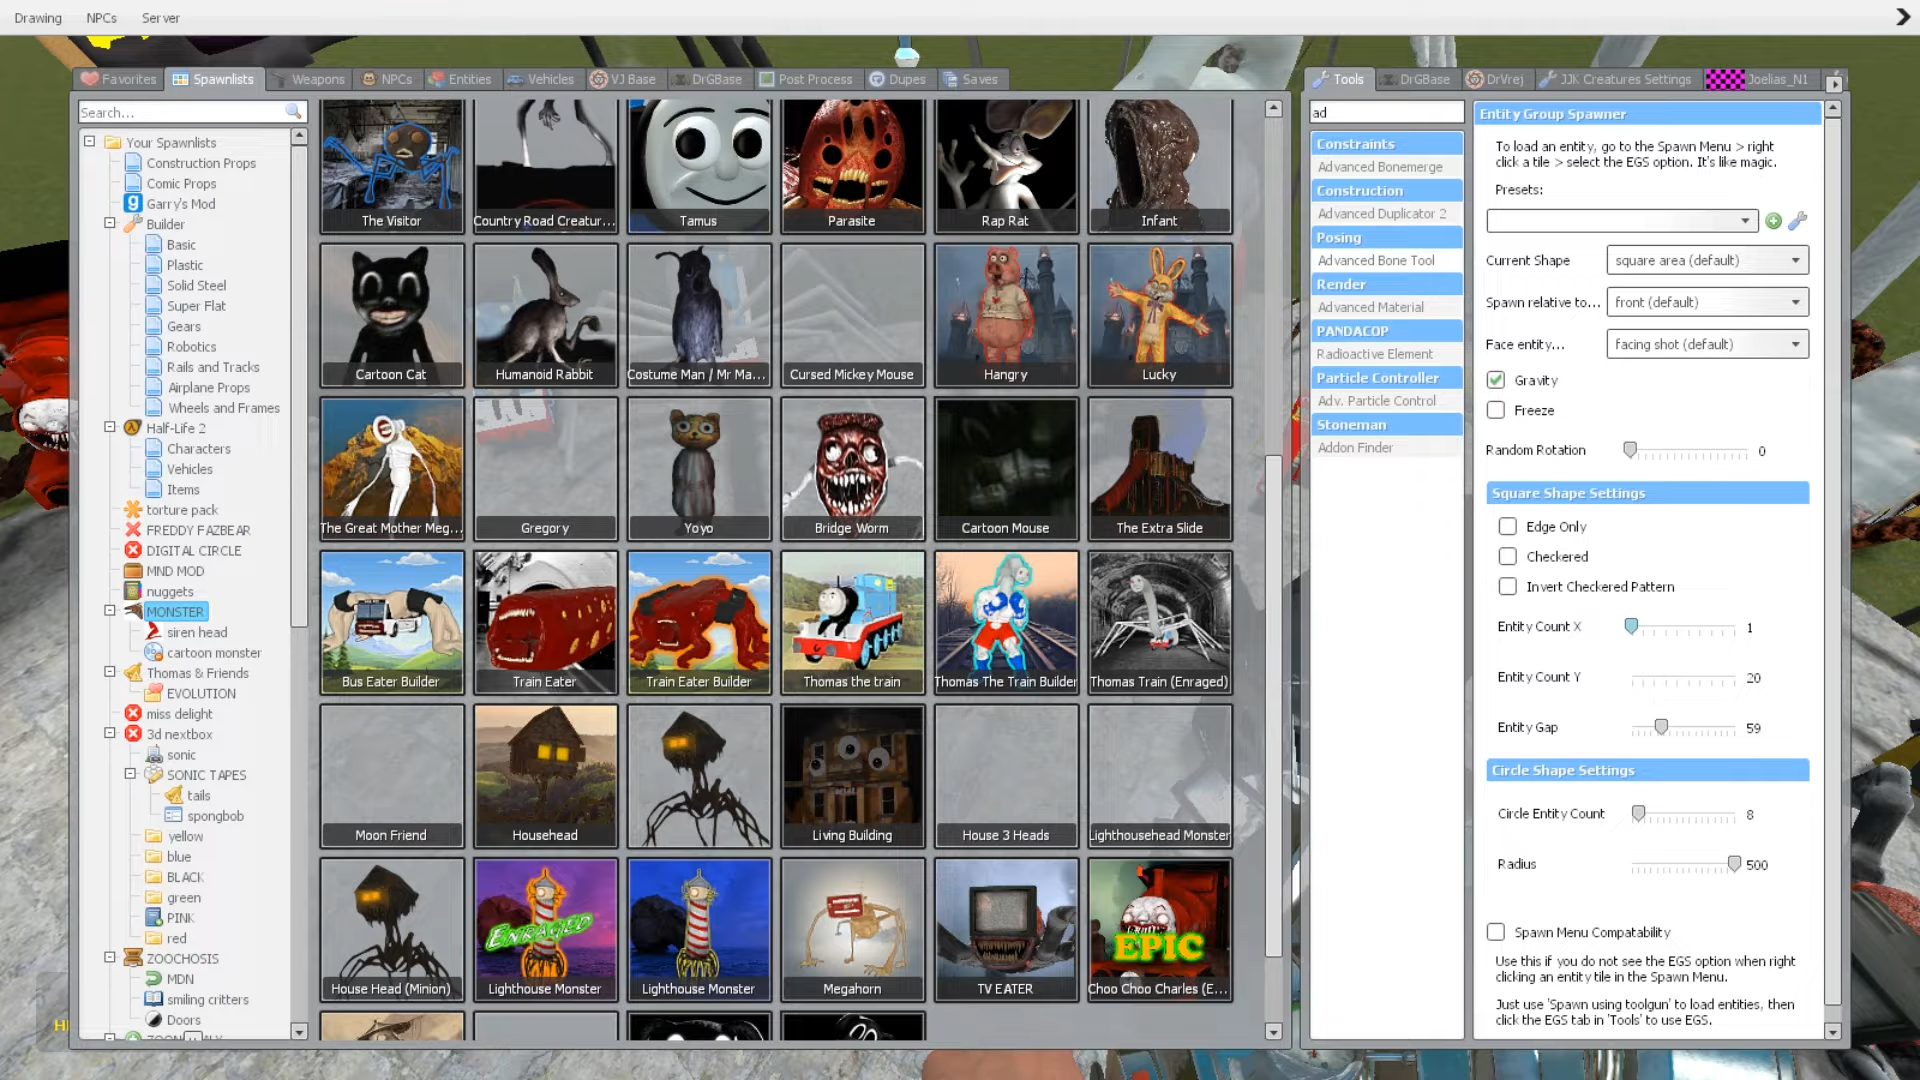 Drawing NPCs Server
Favorites Spawnlists Weapons NPCs Entities Vehicles VJ Base DrGBase Post Process Dupes Saves
Search...
Your Spawnlists
Construction Props
Comic Props
Garry's Mod
Builder
Basic
Plastic
Solid Steel
Super Flat
Gears
Robotics
Rails and Tracks
Airplane Props
Wheels and Frames
Half-Life 2
Characters
Vehicles
Items
torture pack
FREDDY FAZBEAR
DIGITAL CIRCLE
MND MOD
nuggets
MONSTER
siren head
cartoon monster
Thomas & Friends
EVOLUTION
miss delight
3d nextbox
sonic
SONIC TAPES
tails
spongbob
yellow
blue
BLACK
green
PINK
red
ZOOCHOSIS
MDN
smiling critters
Doors
The Visitor Country Road Creatur... Tamus Parasite Rap Rat Infant
Cartoon Cat Humanoid Rabbit Costume Man / Mr Ma... Cursed Mickey Mouse Hangry Lucky
The Great Mother Meg... Gregory Yoyo Bridge Worm Cartoon Mouse The Extra Slide
Bus Eater Builder Train Eater Train Eater Builder Thomas the train Thomas The Train Builder Thomas Train (Enraged)
Moon Friend Househead Living Building House 3 Heads Lighthousehead Monster
ENRAGED
EPIC
House Head (Minion) Lighthouse Monster Lighthouse Monster Megahorn TV EATER Choo Choo Charles (E...
Tools DrGBase DrVrej JJK Creatures Settings Joelias_N1
ad
Constraints
Advanced Bonemerge
Construction
Advanced Duplicator 2
Posing
Advanced Bone Tool
Render
Advanced Material
PANDACOP
Radioactive Element
Particle Controller
Adv. Particle Control
Stoneman
Addon Finder
Entity Group Spawner
To load an entity, go to the Spawn Menu > right
click a tile > select the EGS option. It's like magic.
Presets:
Current Shape square area (default)
Spawn relative to... front (default)
Face entity... facing shot (default)
Gravity
Freeze
Random Rotation 0
Square Shape Settings
Edge Only
Checkered
Invert Checkered Pattern
Entity Count X 1
Entity Count Y 20
Entity Gap 59
Circle Shape Settings
Circle Entity Count 8
Radius 500
Spawn Menu Compatability
Use this if you do not see the EGS option when right
clicking an entity tile in the Spawn Menu.
Just use 'Spawn using toolgun' to load entities, then
click the EGS tab in 'Tools' to use EGS.